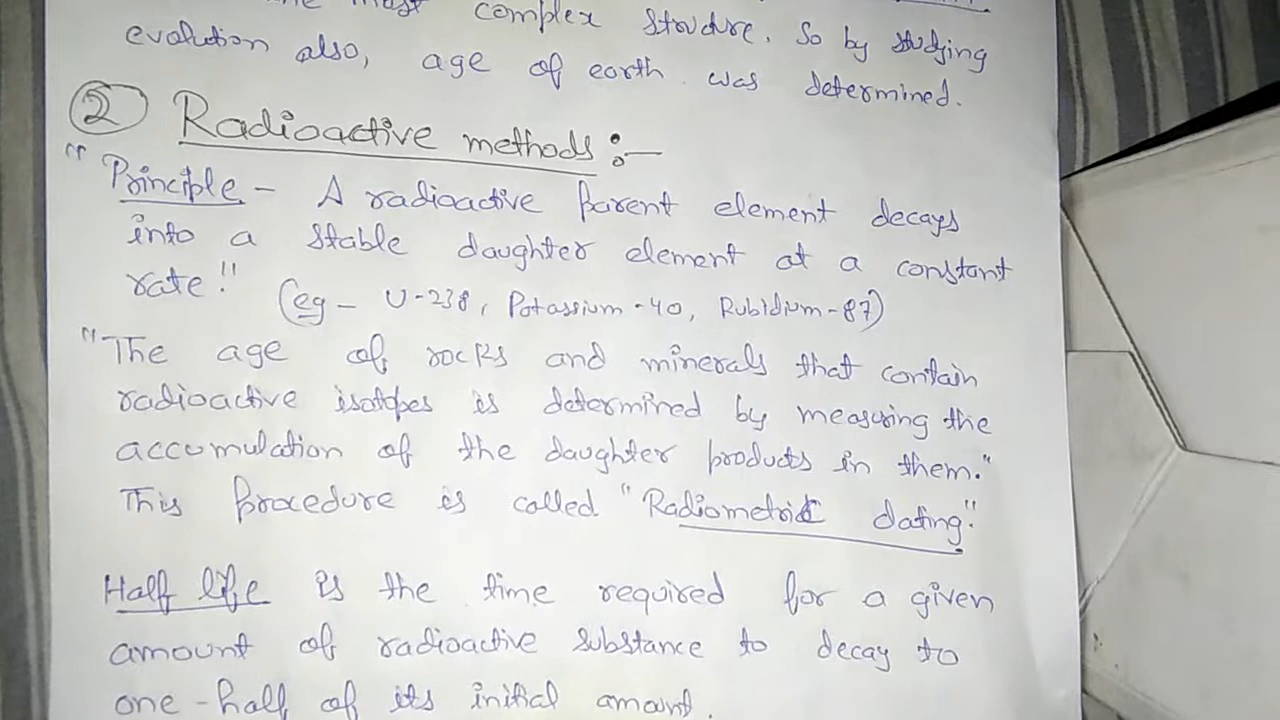 most complex structure. So by studying
evolution also, age of earth was determined.
② Radioactive methods :—
"Principle - A radioactive parent element decays
into a stable daughter element at a constant
rate!"
(eg - U-238, Potassium-40, Rubidium-87)
"The age of rocks and minerals that contain
radioactive isotopes is determined by measuring the
accumulation of the daughter products in them."
This procedure is called "Radiometric dating".
Half life is the time required for a given
amount of radioactive substance to decay to
one-half of its initial amount.